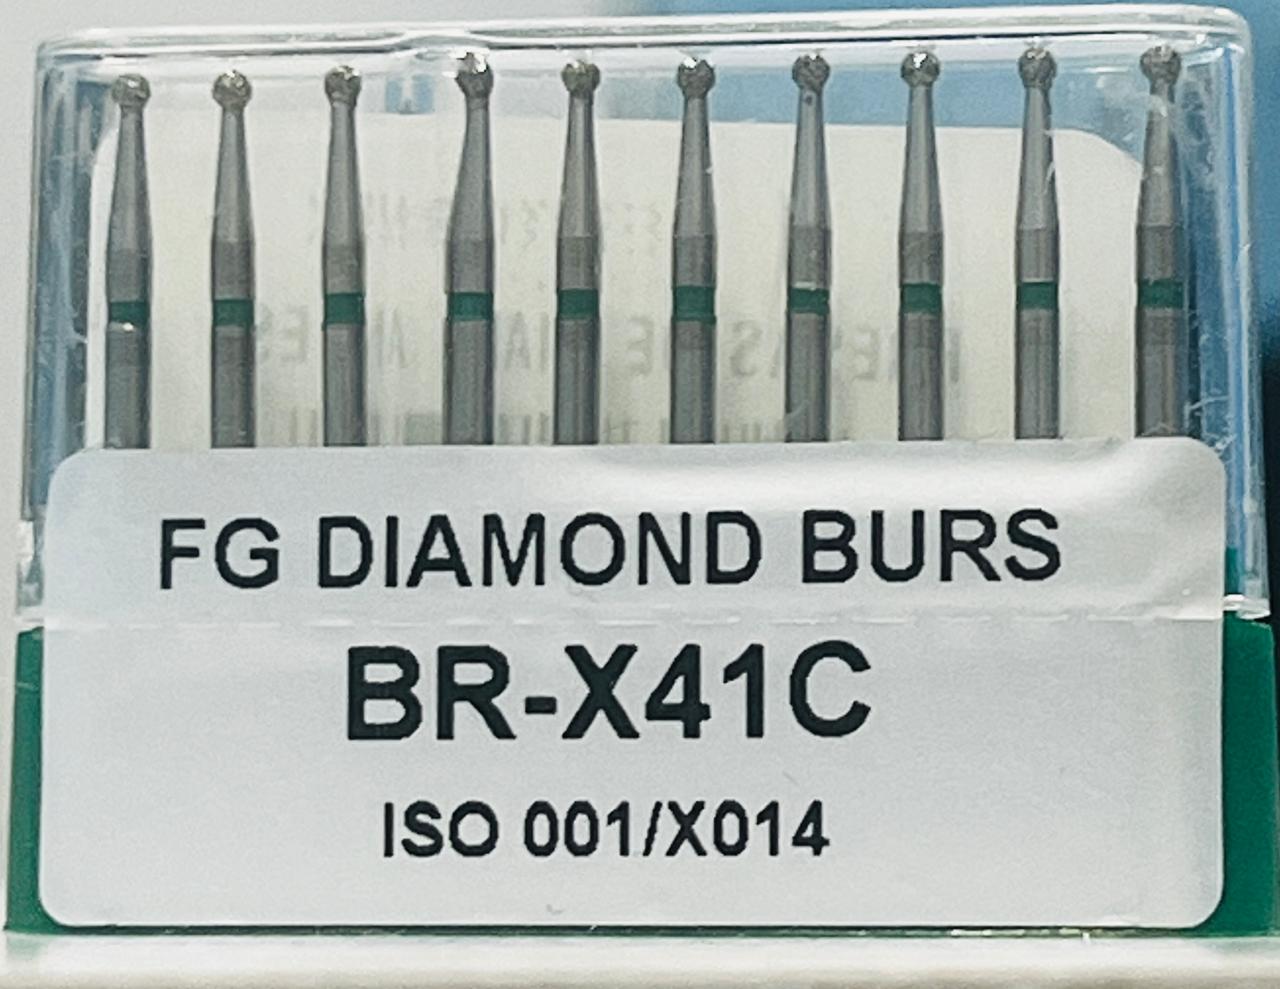 FG DIAMOND BURS
BR-X41C
ISO 001/X014